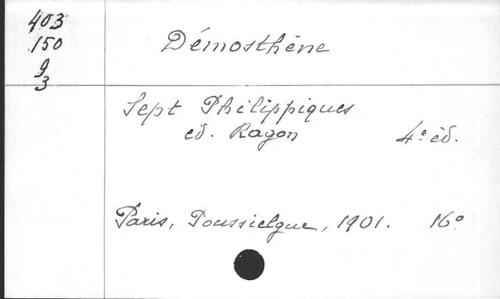 403
150
9
3
Démosthène
Sept Philippiques
éd. Ragon 4e éd.
Paris, Poussielgue, 1901. 16°